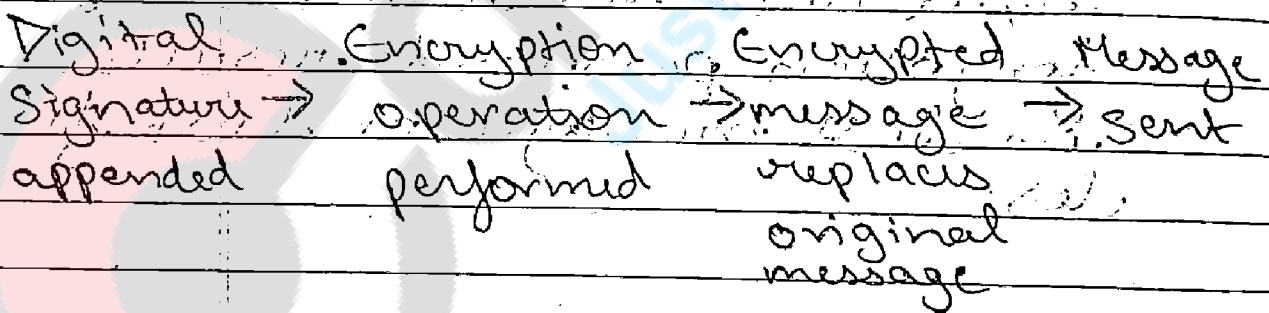 Digital Encryption Encrypted Message
Signature → operation → message → sent
appended performed replaces
original
message